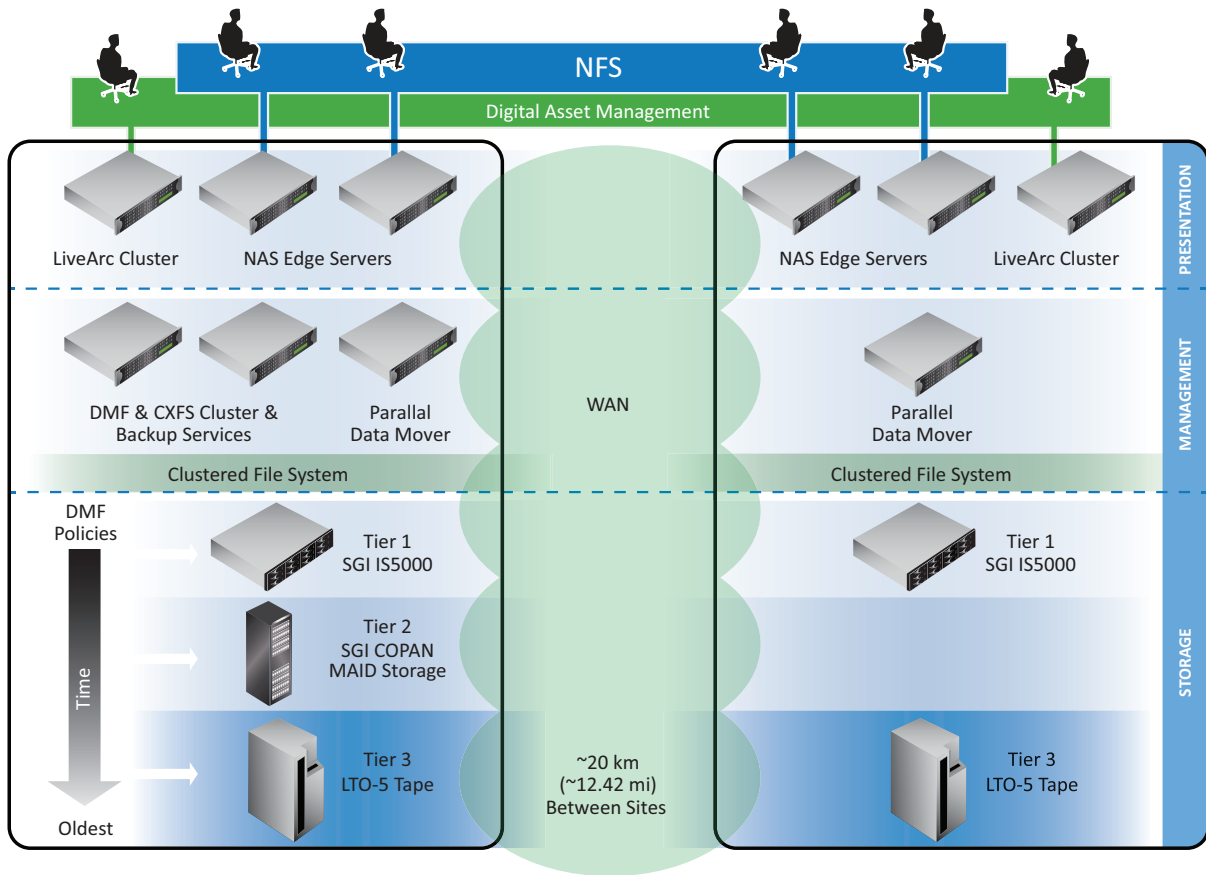 NFS
Digital Asset Management
LiveArc Cluster
NAS Edge Servers
NAS Edge Servers
LiveArc Cluster
PRESENTATION
DMF & CXFS Cluster &
Backup Services
Parallal
Data Mover
WAN
Parallel
Data Mover
MANAGEMENT
Clustered File System
Clustered File System
DMF
Policies
Time
Oldest
Tier 1
SGI IS5000
Tier 2
SGI COPAN
MAID Storage
Tier 3
LTO-5 Tape
~20 km
(~12.42 mi)
Between Sites
Tier 1
SGI IS5000
Tier 3
LTO-5 Tape
STORAGE